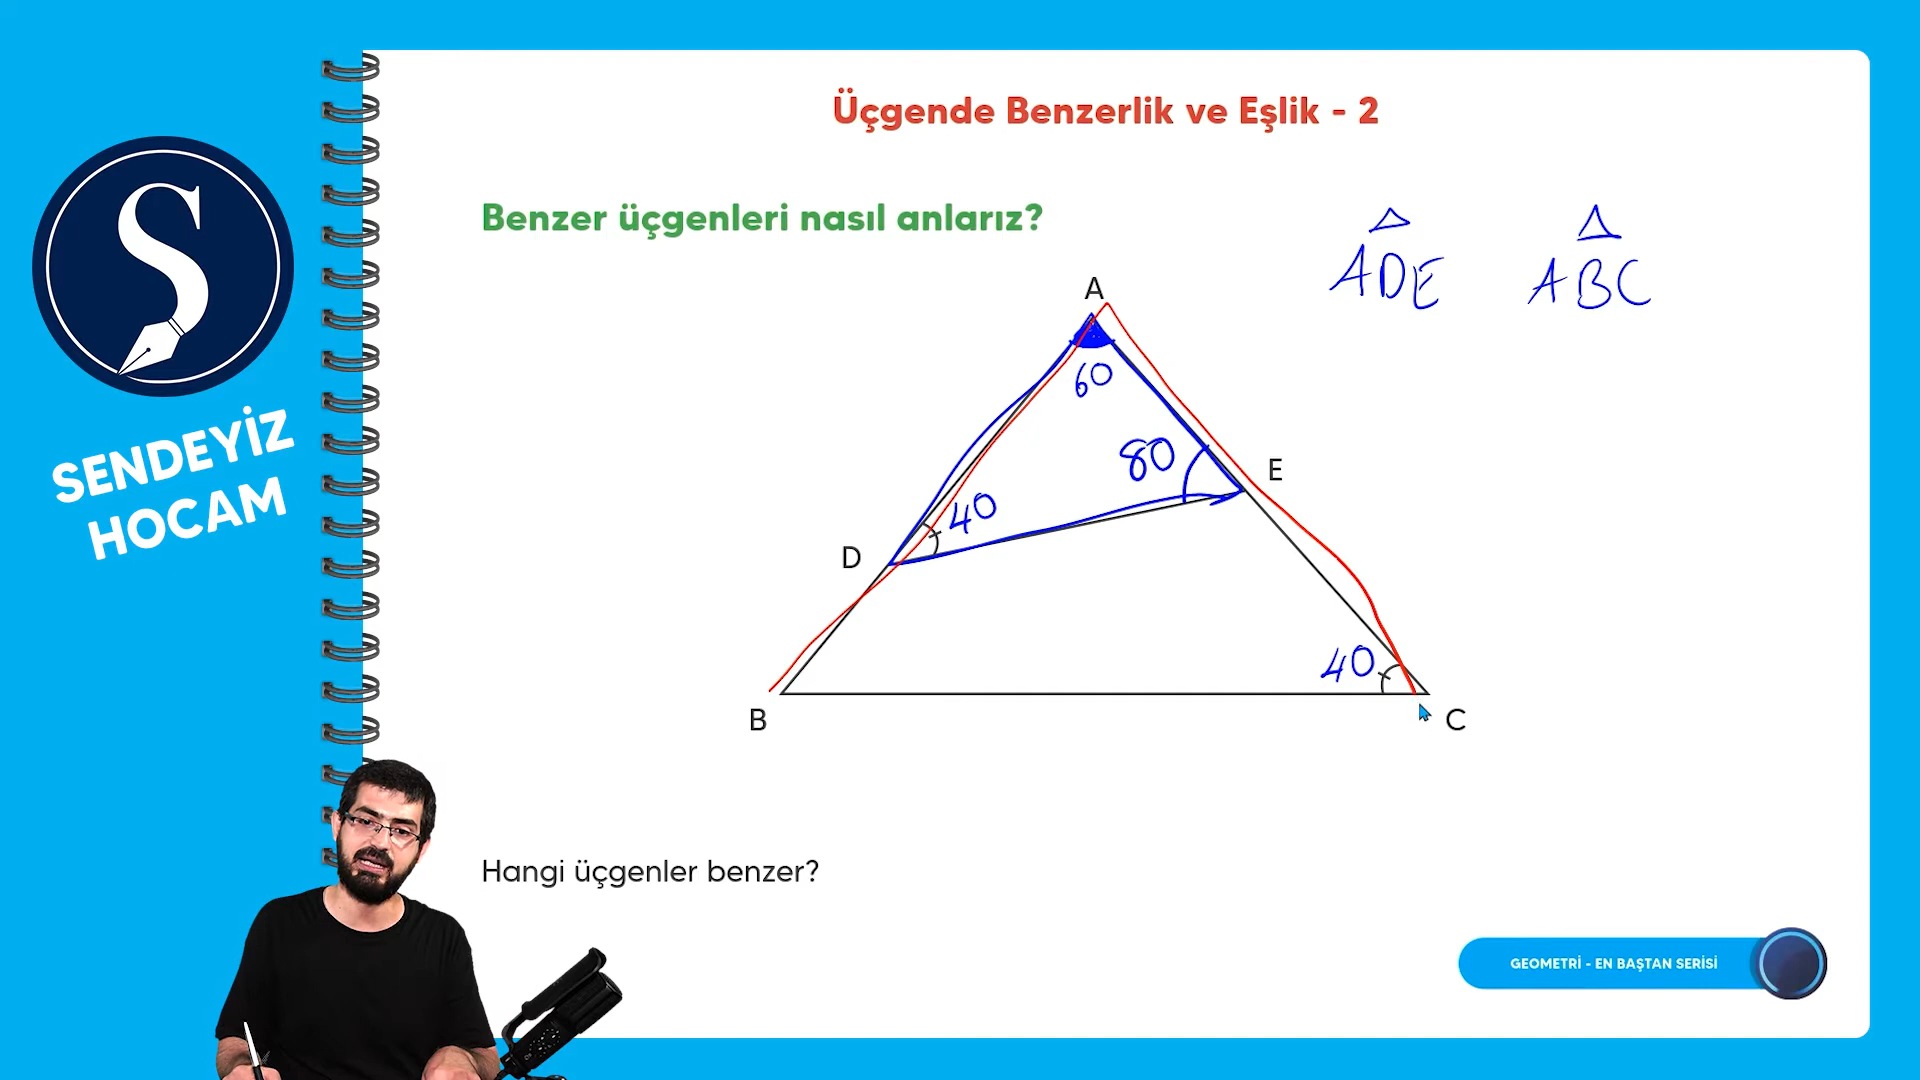 Üçgende Benzerlik ve Eşlik - 2
Benzer üçgenleri nasıl anlarız?
ADE ABC
A
60
80
E
40
D
40
B
C
Hangi üçgenler benzer?
S
SENDEYİZ
HOCAM
GEOMETRİ - EN BAŞTAN SERİSİ